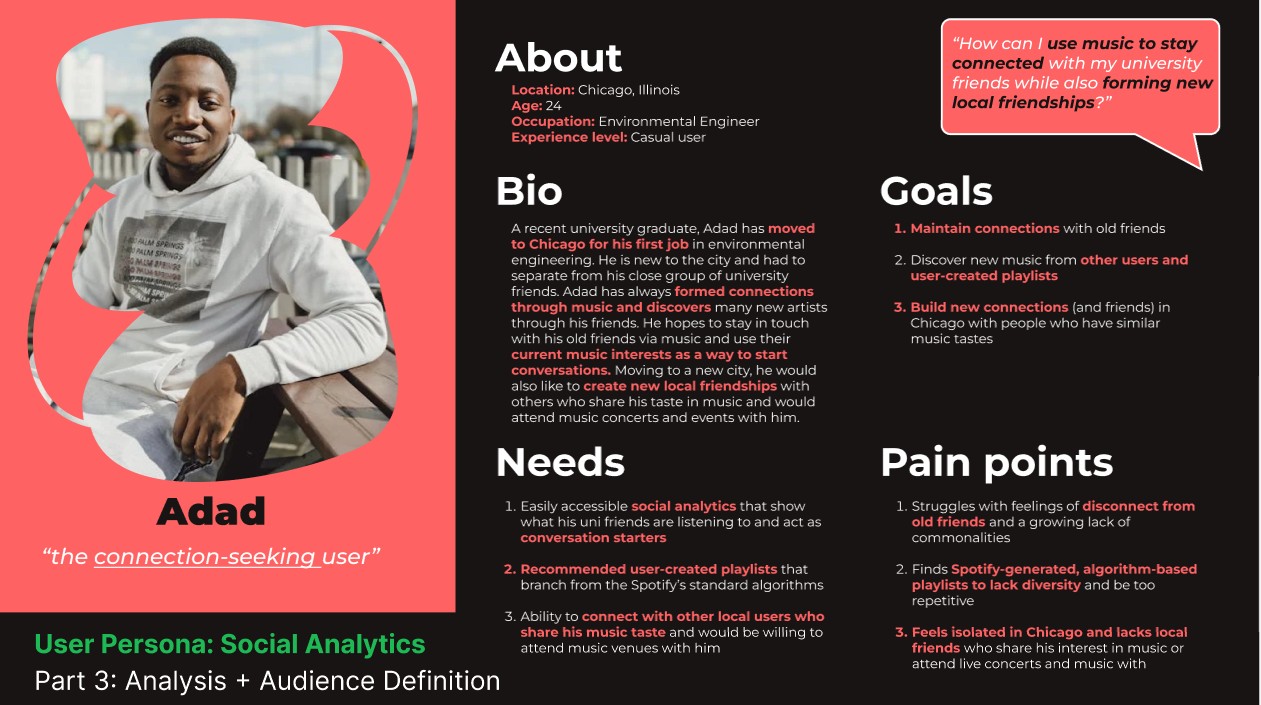 About
Location: Chicago, Illinois
Age: 24
Occupation: Environmental Engineer
Experience level: Casual user
“How can I use music to stay
connected with my university
friends while also forming new
local friendships?”
Bio
A recent university graduate, Adad has moved
to Chicago for his first job in environmental
engineering. He is new to the city and had to
separate from his close group of university
friends. Adad has always formed connections
through music and discovers many new artists
through his friends. He hopes to stay in touch
with his old friends via music and use their
current music interests as a way to start
conversations. Moving to a new city, he would
also like to create new local friendships with
others who share his taste in music and would
attend music concerts and events with him.
Goals
1. Maintain connections with old friends
2. Discover new music from other users and
user-created playlists
3. Build new connections (and friends) in
Chicago with people who have similar
music tastes
Needs
1. Easily accessible social analytics that show
what his uni friends are listening to and act as
conversation starters
2. Recommended user-created playlists that
branch from the Spotify’s standard algorithms
3. Ability to connect with other local users who
share his music taste and would be willing to
attend music venues with him
Pain points
1. Struggles with feelings of disconnect from
old friends and a growing lack of
commonalities
2. Finds Spotify-generated, algorithm-based
playlists to lack diversity and be too
repetitive
3. Feels isolated in Chicago and lacks local
friends who share his interest in music or
attend live concerts and music with
PALM SPRINGS
PALM SPRINGS
PALM SPRINGS
Adad
“the connection-seeking user”
User Persona: Social Analytics
Part 3: Analysis + Audience Definition